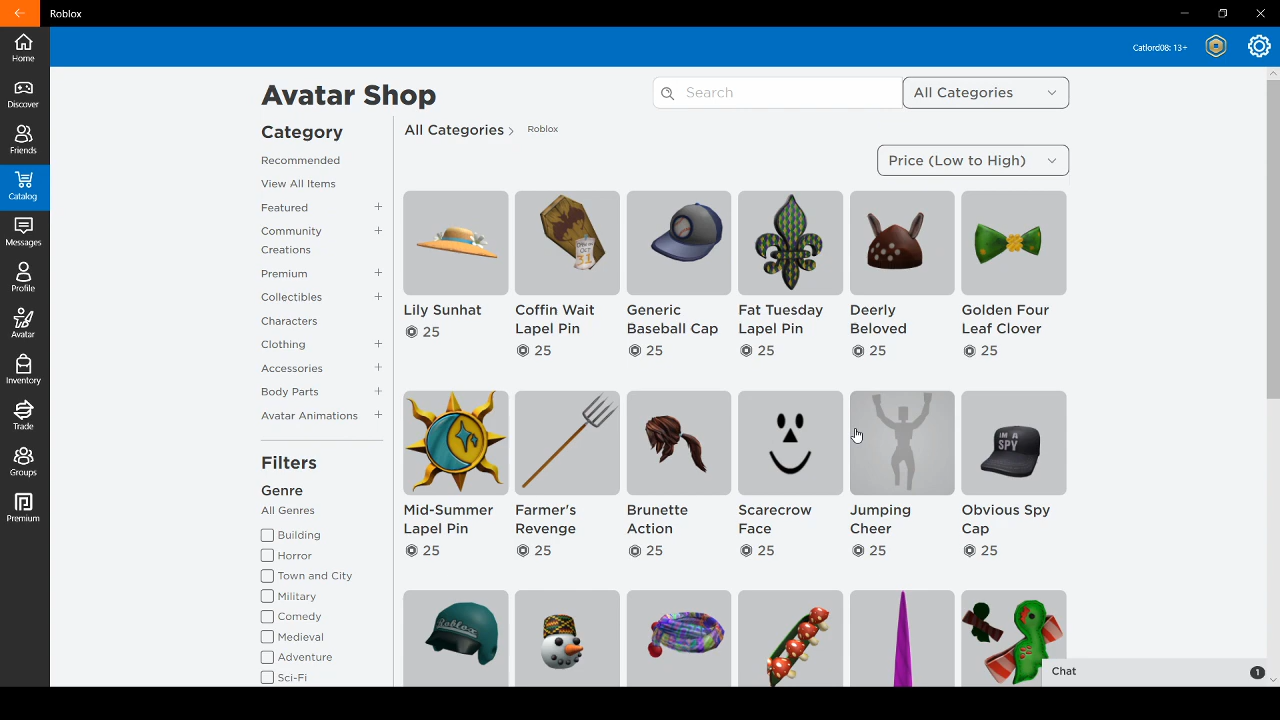 Roblox
Catlord08: 13+
Home
Discover
Friends
Catalog
Messages
Profile
Avatar
Inventory
Trade
Groups
Premium
Avatar Shop
Search
All Categories
Category
Recommended
View All Items
Featured +
Community +
Creations
Premium +
Collectibles +
Characters
Clothing +
Accessories +
Body Parts +
Avatar Animations +
Filters
Genre
All Genres
Building
Horror
Town and City
Military
Comedy
Medieval
Adventure
Sci-Fi
All Categories > Roblox
Price (Low to High)
Lily Sunhat
25
Coffin Wait
Lapel Pin
25
Generic
Baseball Cap
25
Fat Tuesday
Lapel Pin
25
Deerly
Beloved
25
Golden Four
Leaf Clover
25
Mid-Summer
Lapel Pin
25
Farmer's
Revenge
25
Brunette
Action
25
Scarecrow
Face
25
Jumping
Cheer
25
IM A
SPY
Obvious Spy
Cap
25
Roblox
Chat
1